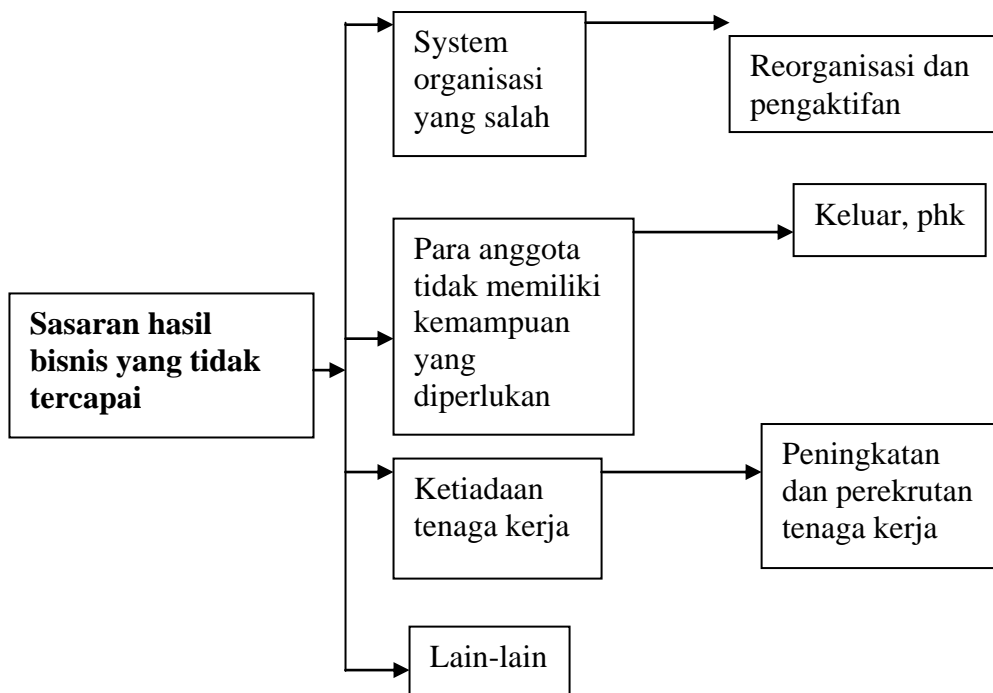 System
organisasi
yang salah
Reorganisasi dan
pengaktifan
Para anggota
tidak memiliki
kemampuan
yang
diperlukan
Keluar, phk
Sasaran hasil
bisnis yang tidak
tercapai
Ketiadaan
tenaga kerja
Peningkatan
dan perekrutan
tenaga kerja
Lain-lain